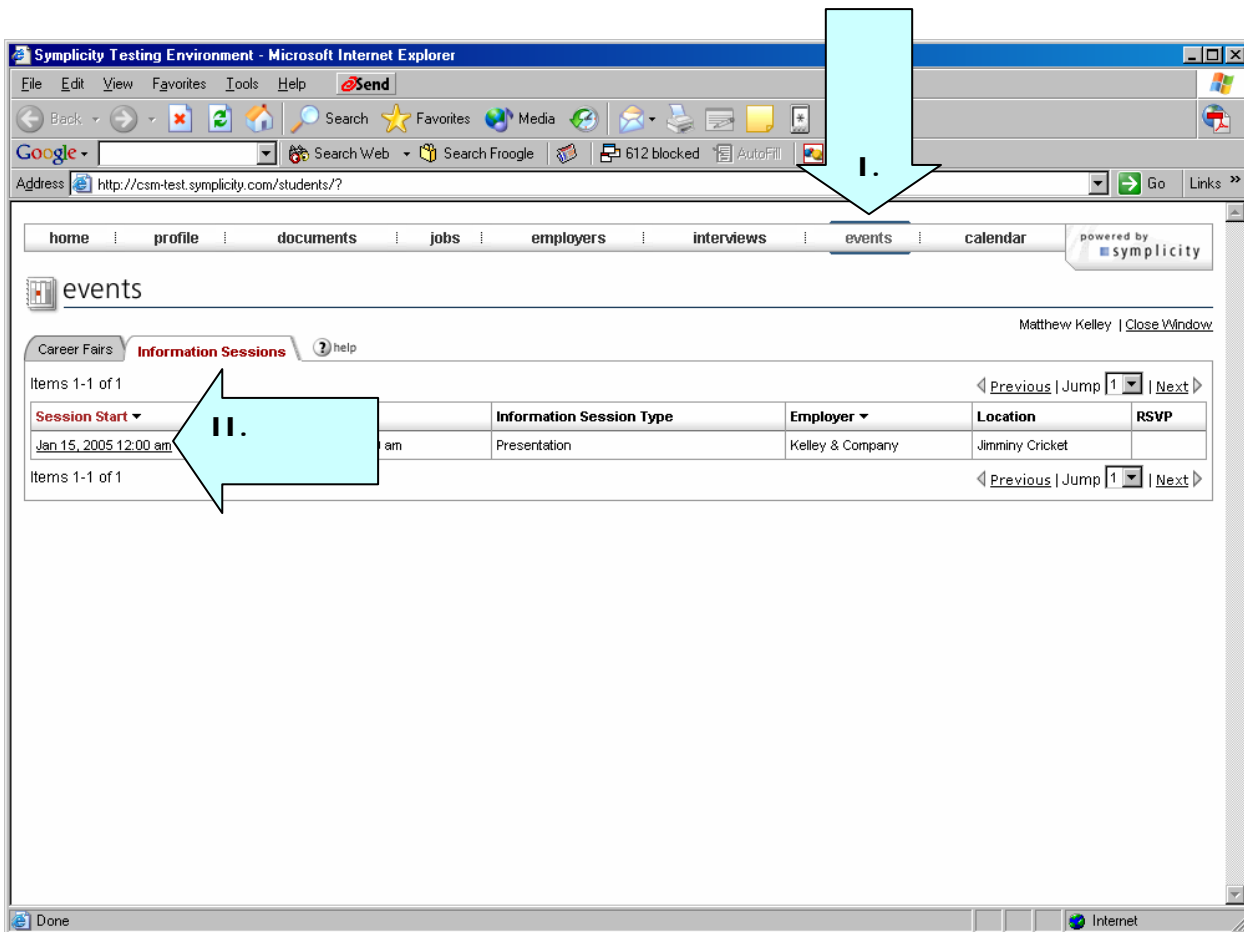 Symplicity Testing Environment - Microsoft Internet Explorer
File Edit View Favorites Tools Help Send
Back Search Favorites Media
Google Search Web Search Froogle 612 blocked AutoFill
I.
Address http://csm-test.symplicity.com/students/? Go Links »
home profile documents jobs employers interviews events calendar powered by
symplicity
events
Matthew Kelley | Close Window
Career Fairs Information Sessions ? help
Items 1-1 of 1 Previous | Jump 1 | Next
Session Start Information Session Type Employer Location RSVP
II.
Jan 15, 2005 12:00 am am Presentation Kelley & Company Jimminy Cricket
Items 1-1 of 1 Previous | Jump 1 | Next
Done Internet